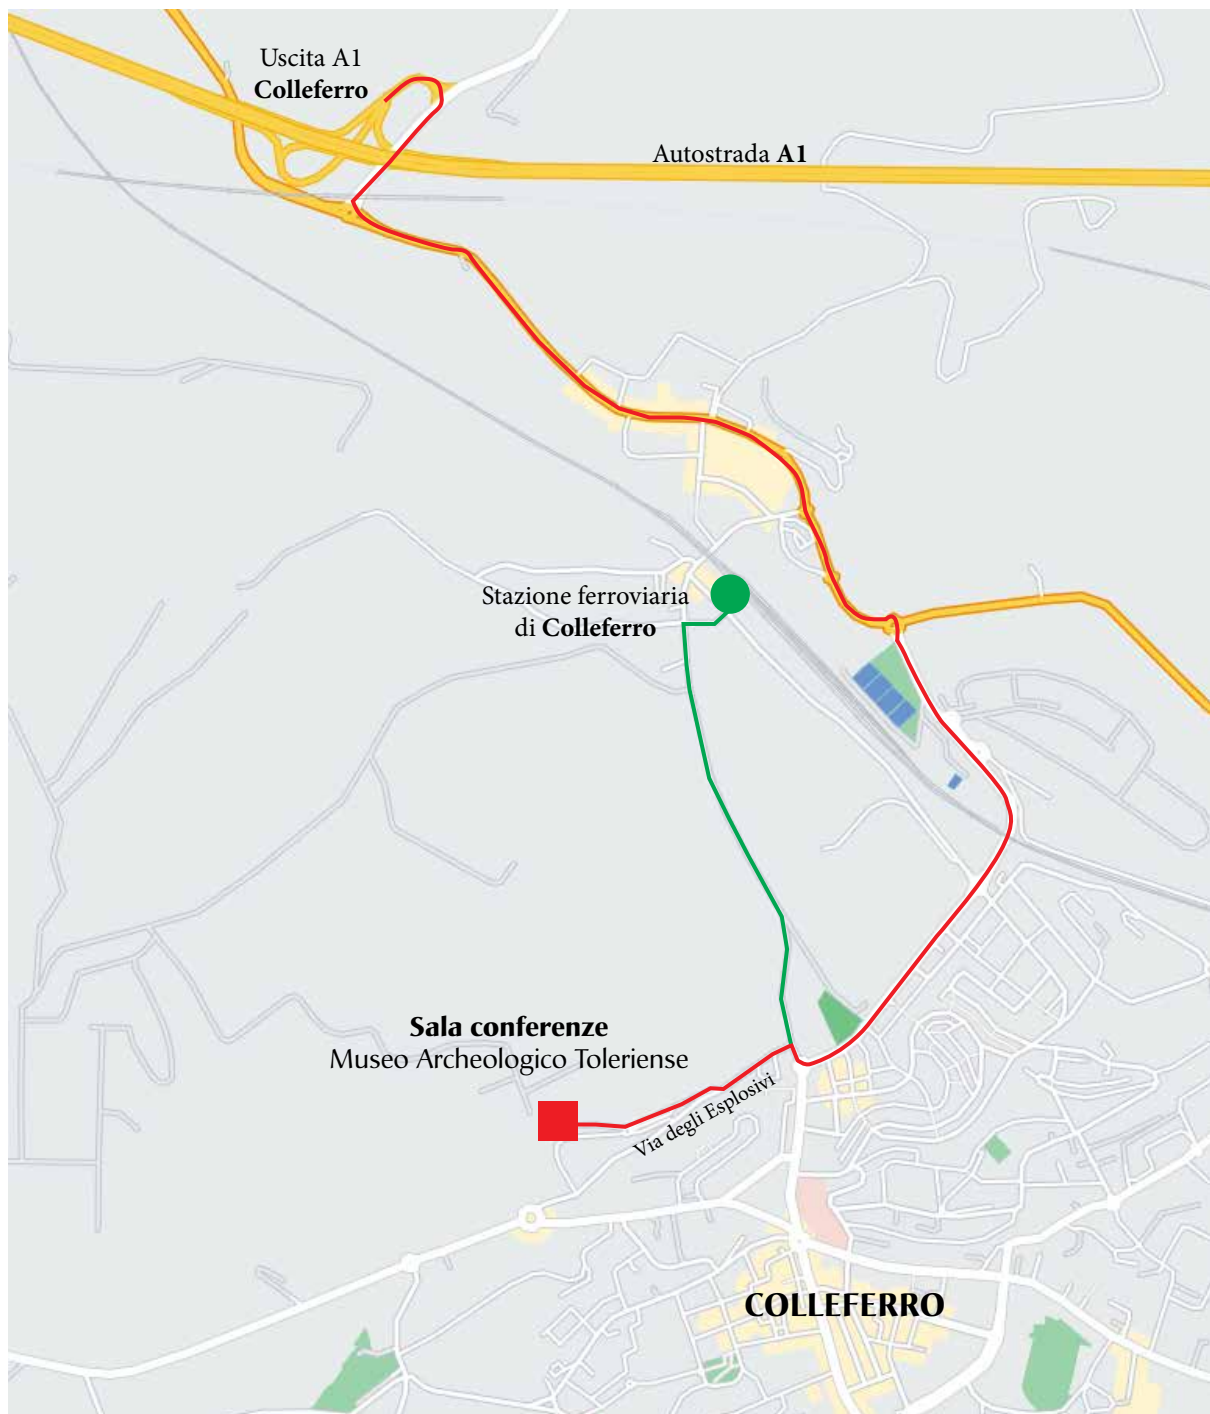 Uscita A1
Colleferro
Autostrada A1
Stazione ferroviaria
di Colleferro
Sala conferenze
Museo Archeologico Toleriense
Via degli Esplosivi
COLLEFERRO